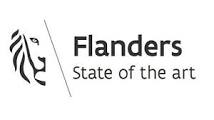 Flanders
State of the art